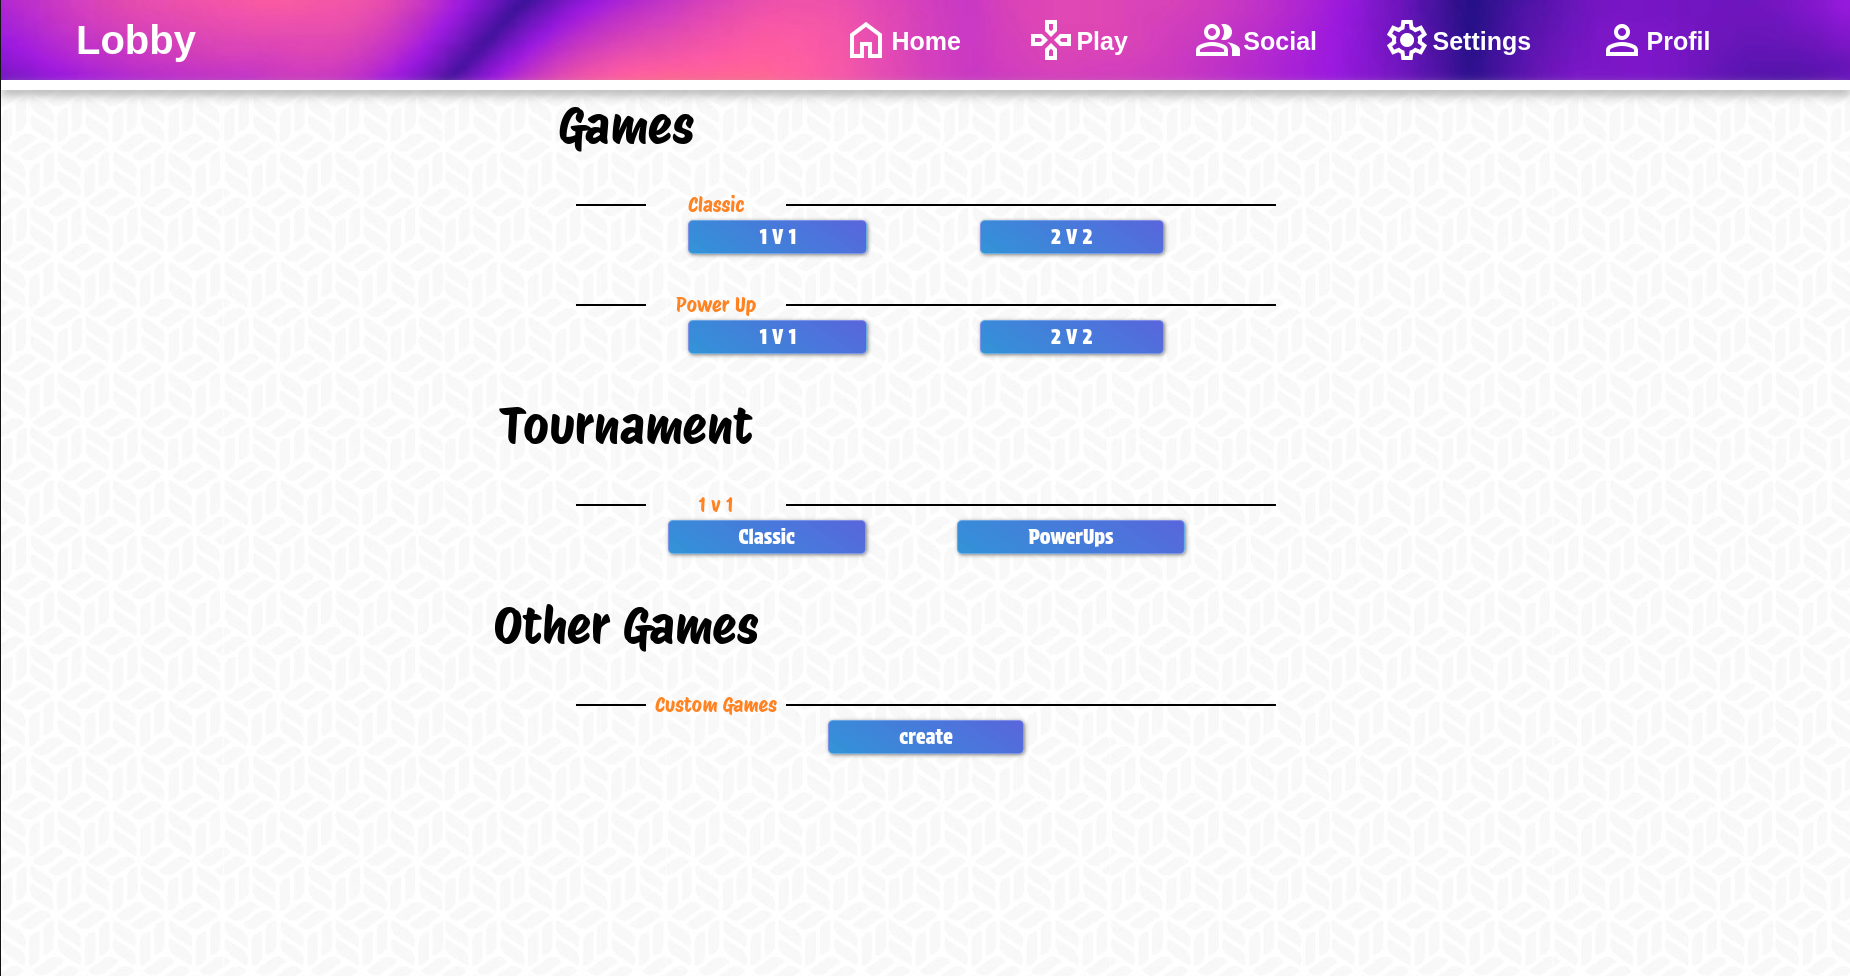 Lobby Home Play Social Settings Profil
Games
Classic
1 V 1 2 V 2
Power Up
1 V 1 2 V 2
Tournament
1 v 1
Classic PowerUps
Other Games
Custom Games
create